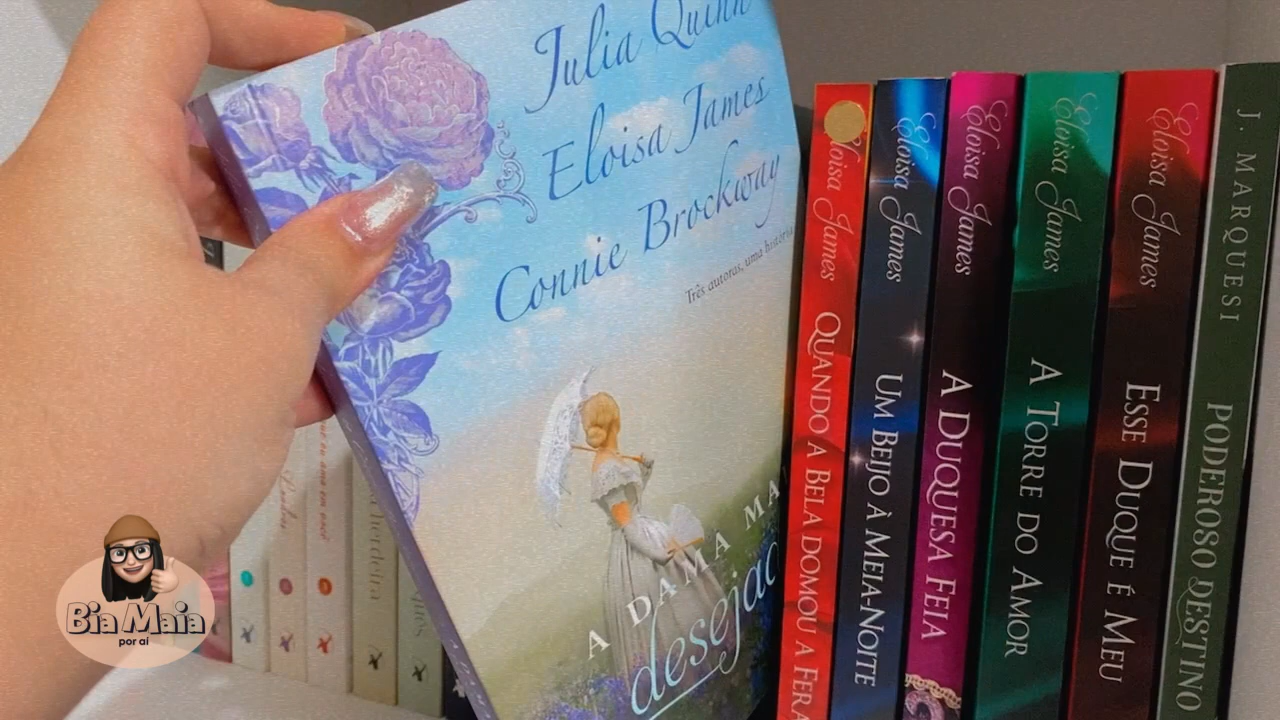 Julia Quinn
Eloisa James
Connie Brockway
Três autoras, uma história
A DAMA MA
desejad
Eloisa James QUANDO A BELA DOMOU A FERA
Eloisa James UM BEIJO À MEIA-NOITE
Eloisa James A DUQUESA FEIA
Eloisa James A TORRE DO AMOR
Eloisa James ESSE DUQUE É MEU
J. MARQUESI PODEROSO DESTINO
herdeira
Bia Maia
por aí